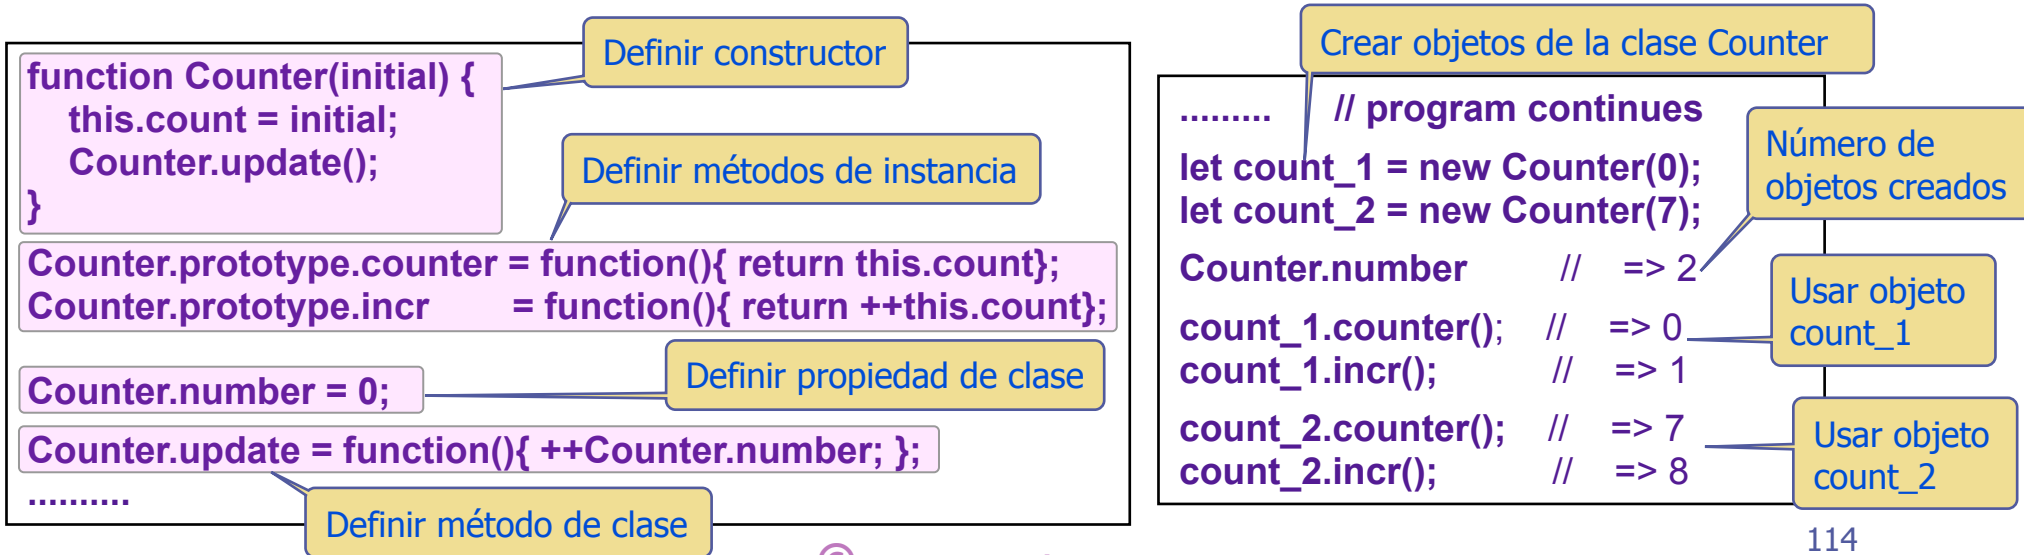 Definir constructor
function Counter(initial) {
this.count = initial;
Counter.update();
}
Definir métodos de instancia
Counter.prototype.counter = function(){ return this.count};
Counter.prototype.incr = function(){ return ++this.count};
Definir propiedad de clase
Counter.number = 0;
Counter.update = function(){ ++Counter.number; };
..........
Definir método de clase
Crear objetos de la clase Counter
......... // program continues
let count_1 = new Counter(0);
let count_2 = new Counter(7);
Número de
objetos creados
Counter.number // => 2
count_1.counter(); // => 0
count_1.incr(); // => 1
Usar objeto
count_1
count_2.counter(); // => 7
count_2.incr(); // => 8
Usar objeto
count_2
114